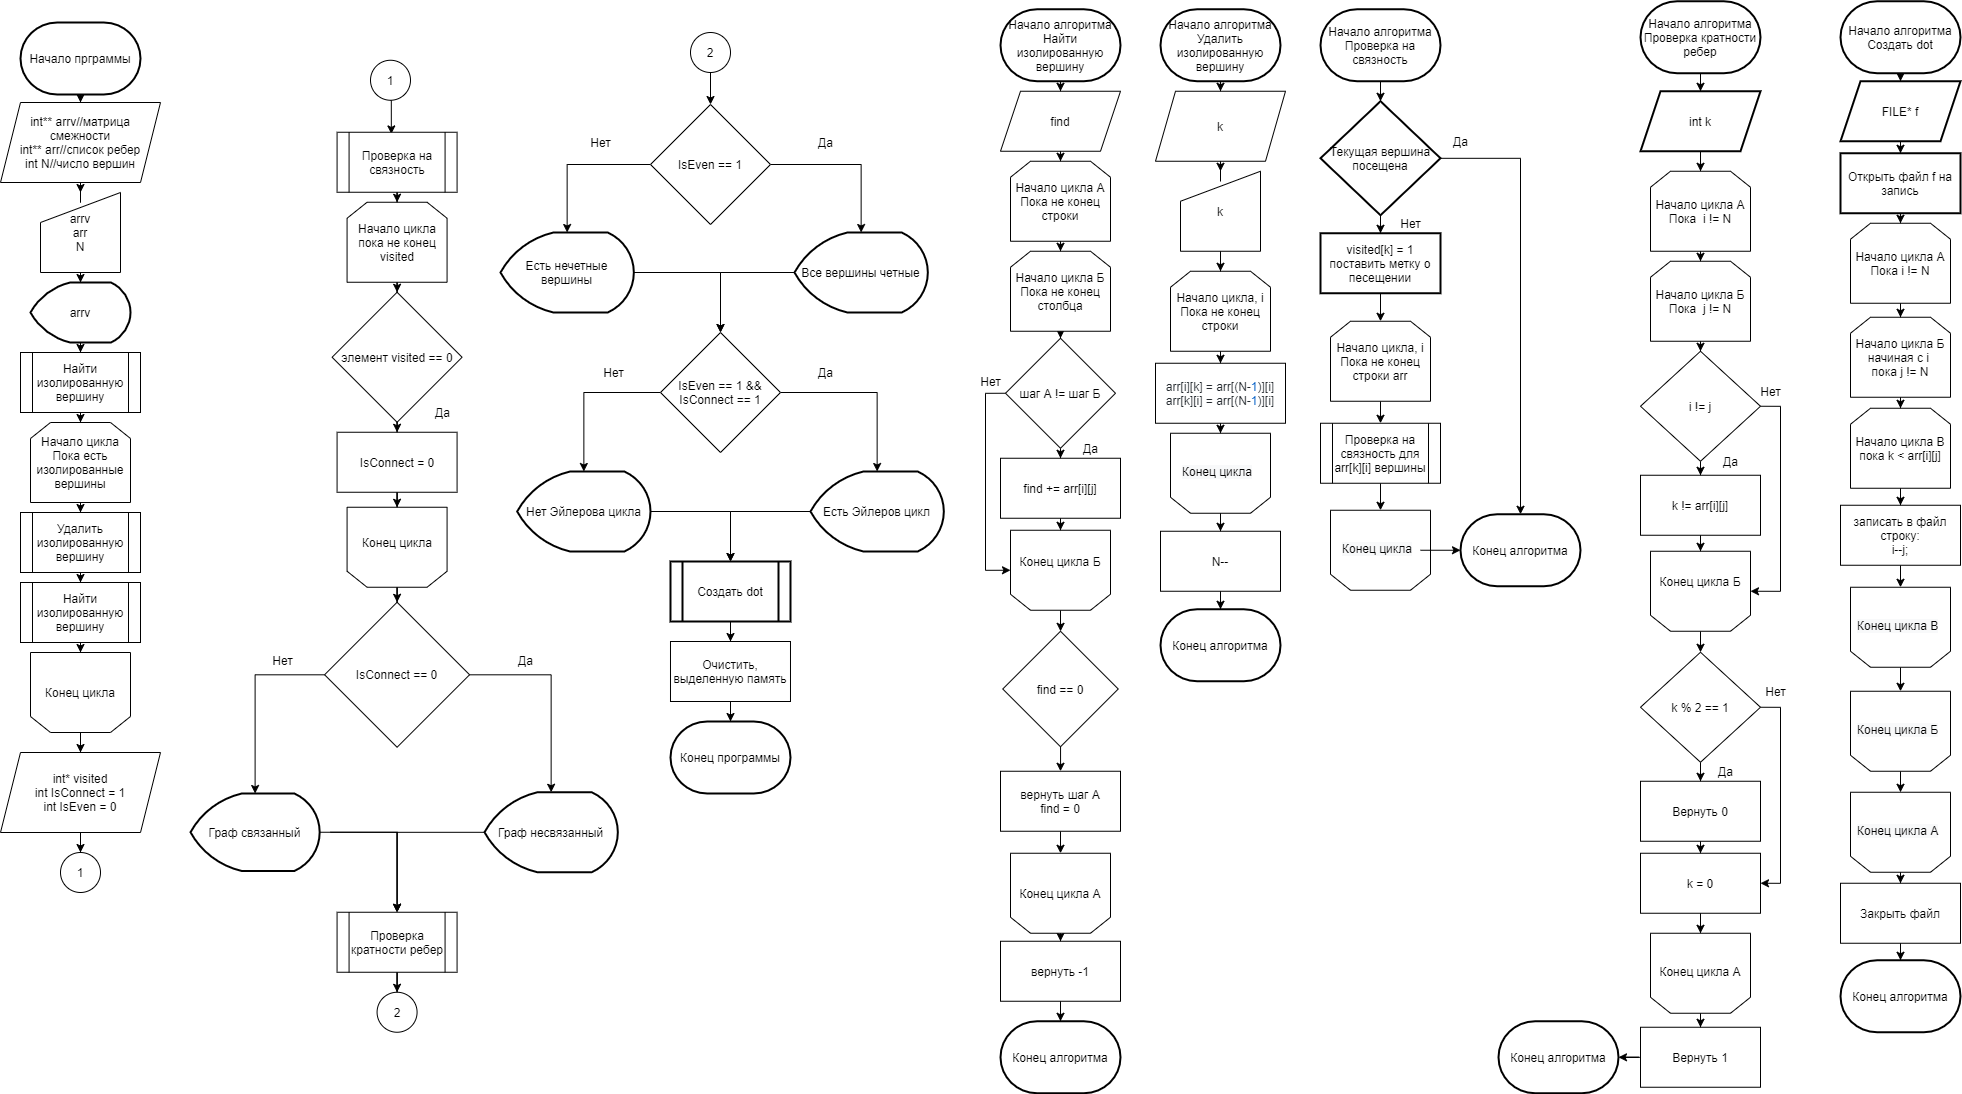 Начало прграммы
int** arrv//матрица
смежности
int** arr//список ребер
int N//число вершин
arrv
arr
N
arrv
Найти
изолированную
вершину
Начало цикла
Пока есть
изолированные
вершины
Удалить
изолированную
вершину
Найти
изолированную
вершину
Конец цикла
int* visited
int IsConnect = 1
int IsEven = 0
1
1
Проверка на
связность
Начало цикла
пока не конец
visited
элемент visited == 0
Да
IsConnect = 0
Конец цикла
IsConnect == 0
Нет
Да
Граф связанный
Граф несвязанный
Проверка
кратности ребер
2
2
IsEven == 1
Нет
Да
Есть нечетные
вершины
Все вершины четные
IsEven == 1 &&
IsConnect == 1
Нет
Да
Нет Эйлерова цикла
Есть Эйлеров цикл
Создать dot
Очистить,
выделенную память
Конец программы
Начало алгоритма
Найти
изолированную
вершину
find
Начало цикла А
Пока не конец
строки
Начало цикла Б
Пока не конец
столбца
Нет
шаг А != шаг Б
Да
find += arr[i][j]
Конец цикла Б
find == 0
вернуть шаг А
find = 0
Конец цикла А
вернуть -1
Конец алгоритма
Начало алгоритма
Удалить
изолированную
вершину
k
k
Начало цикла, i
Пока не конец
строки
arr[i][k] = arr[(N-1)][i]
arr[k][i] = arr[(N-1)][i]
Конец цикла
N--
Конец алгоритма
Начало алгоритма
Проверка на
связность
Текущая вершина
посещена
Да
Нет
visited[k] = 1
поставить метку о
песещении
Начало цикла, i
Пока не конец
строки arr
Проверка на
связность для
arr[k][i] вершины
Конец цикла
Конец алгоритма
Начало алгоритма
Проверка кратности
ребер
int k
Начало цикла А
Пока i != N
Начало цикла Б
Пока j != N
i != j
Нет
Да
k != arr[i][j]
Конец цикла Б
k % 2 == 1
Нет
Да
Вернуть 0
k = 0
Конец цикла А
Вернуть 1
Конец алгоритма
Начало алгоритма
Создать dot
FILE* f
Открыть файл f на
запись
Начало цикла А
Пока i != N
Начало цикла Б
начиная с i
пока j != N
Начало цикла В
пока k < arr[i][j]
записать в файл
строку:
i--j;
Конец цикла В
Конец цикла Б
Конец цикла А
Закрыть файл
Конец алгоритма